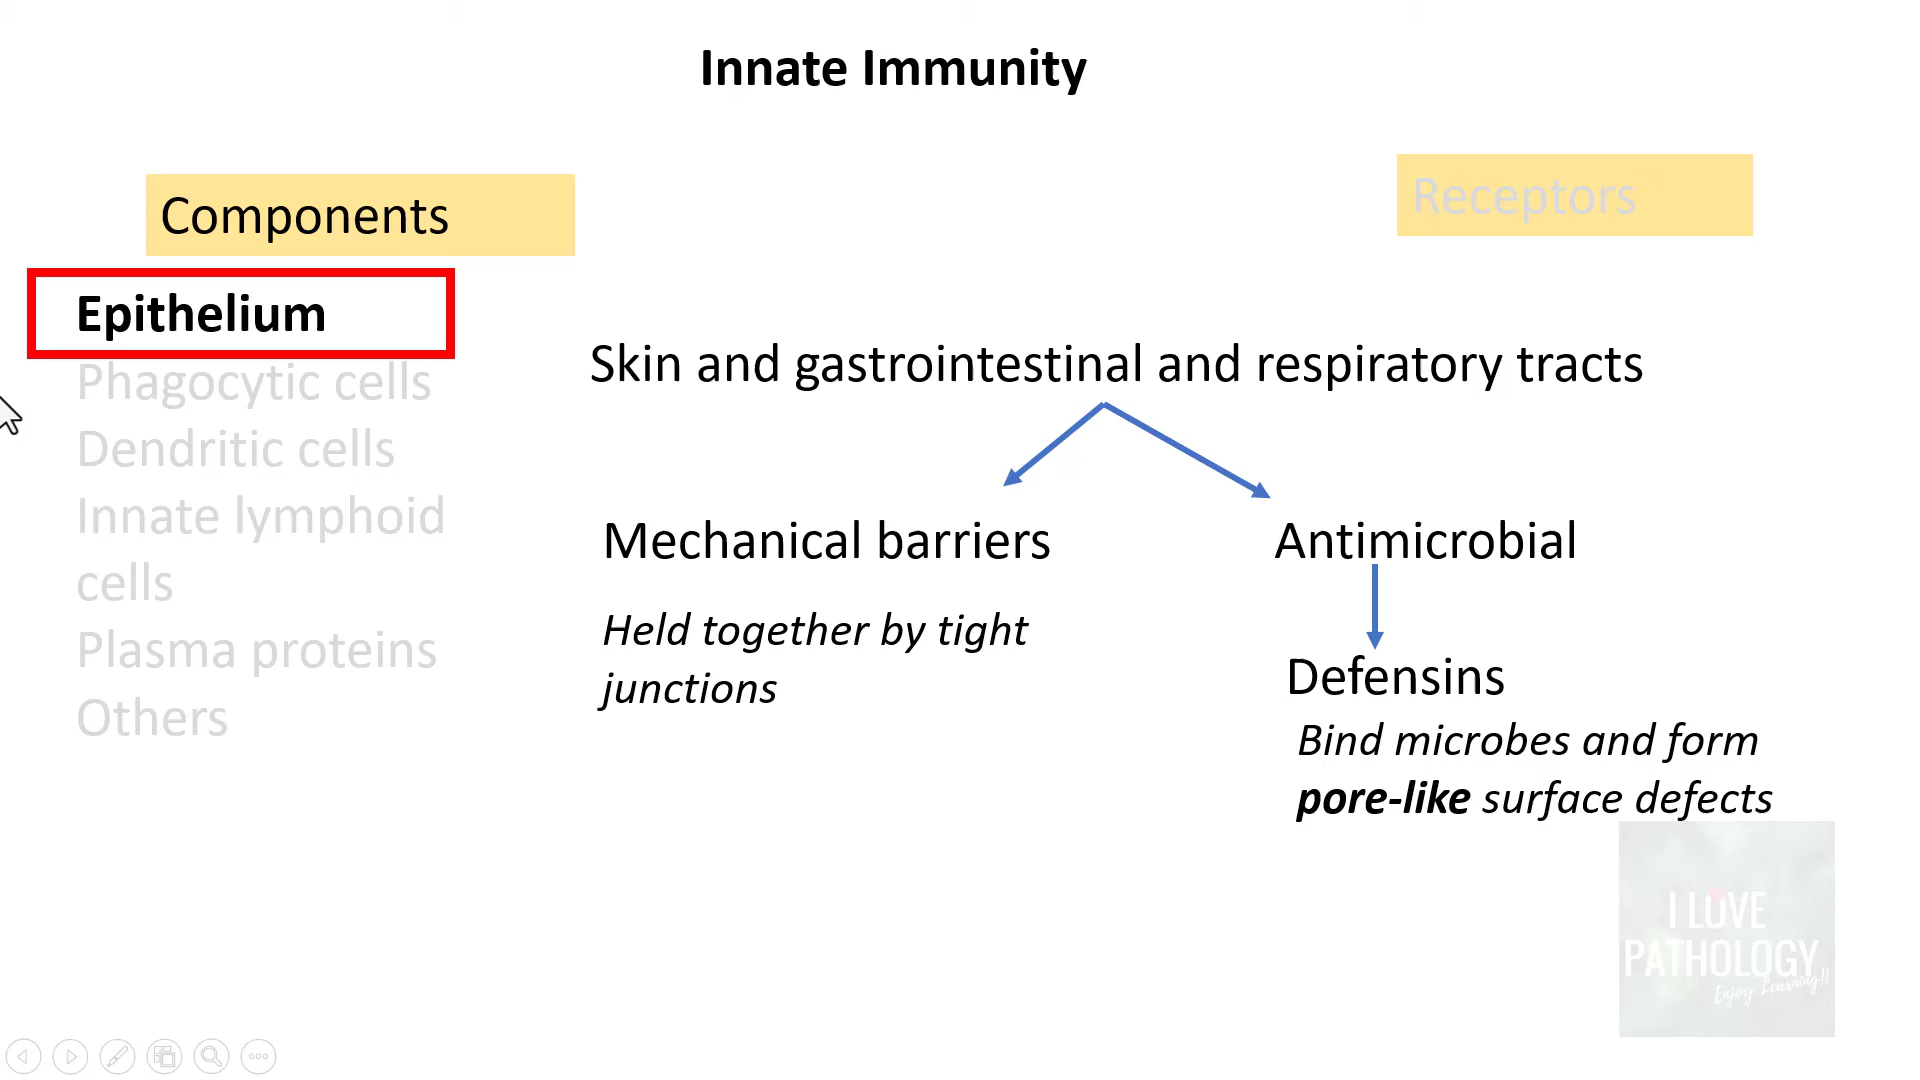 Innate Immunity
Components
Receptors
Epithelium
Phagocytic cells
Dendritic cells
Innate lymphoid
cells
Plasma proteins
Others
Skin and gastrointestinal and respiratory tracts
Mechanical barriers
Held together by tight
junctions
Antimicrobial
Defensins
Bind microbes and form
pore-like surface defects
I LOVE
PATHOLOGY
Enjoy Learning!!